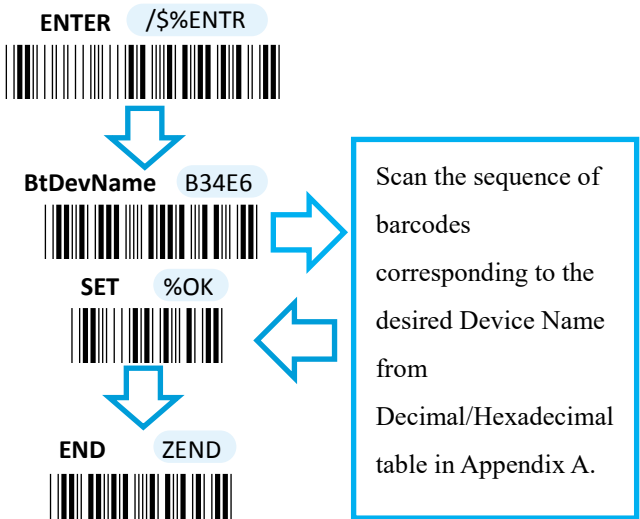 ENTER /$%ENTR
BtDevName B34E6
Scan the sequence of
barcodes
corresponding to the
desired Device Name
from
Decimal/Hexadecimal
table in Appendix A.
SET %OK
END ZEND